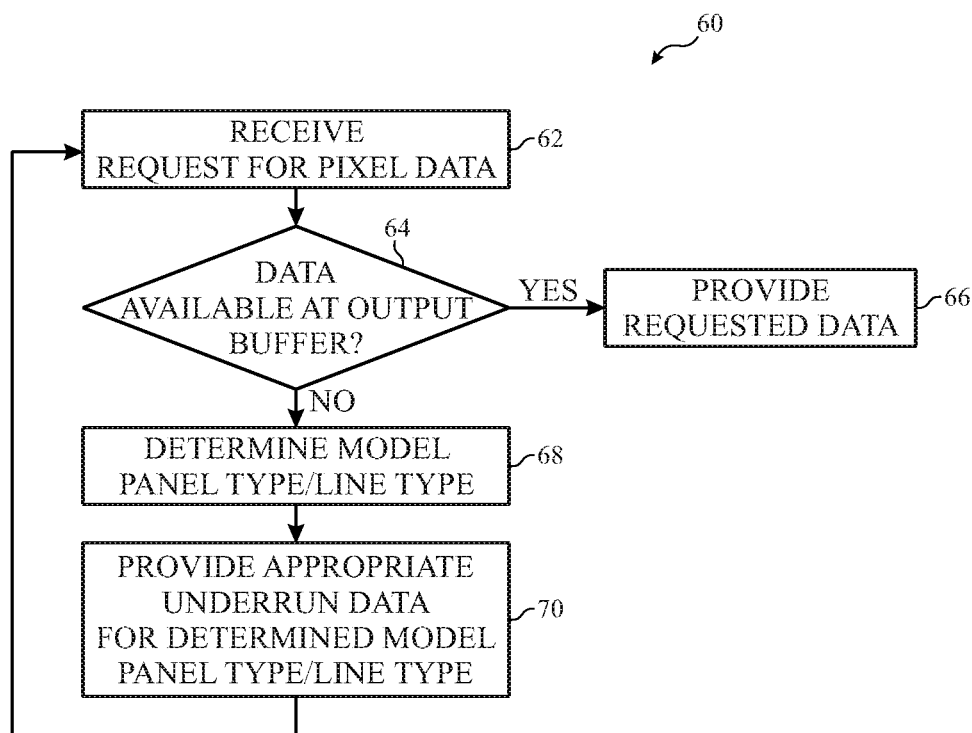 60
RECEIVE
REQUEST FOR PIXEL DATA
62
64
DATA
AVAILABLE AT OUTPUT
BUFFER?
YES
PROVIDE
REQUESTED DATA
66
NO
DETERMINE MODEL
PANEL TYPE/LINE TYPE
68
PROVIDE APPROPRIATE
UNDERRUN DATA
FOR DETERMINED MODEL
PANEL TYPE/LINE TYPE
70